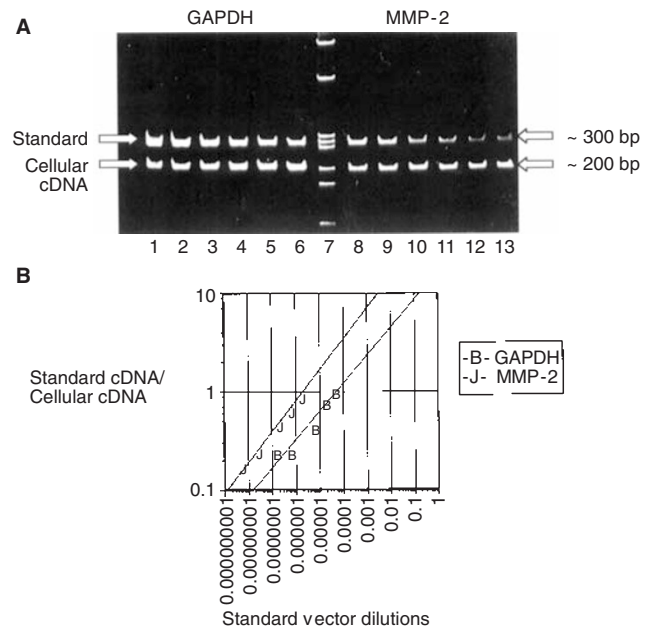 A
GAPDH
MMP-2
Standard
Cellular
cDNA
~ 300 bp
~ 200 bp
1 2 3 4 5 6 7 8 9 10 11 12 13
B
10
1
0.1
Standard cDNA/
Cellular cDNA
B
J
B
J
J
B
J B B
J
-B- GAPDH
-J- MMP-2
0.000000001
0.00000001
0.0000001
0.000001
0.00001
0.0001
0.001
0.01
0.1
1
Standard vector dilutions